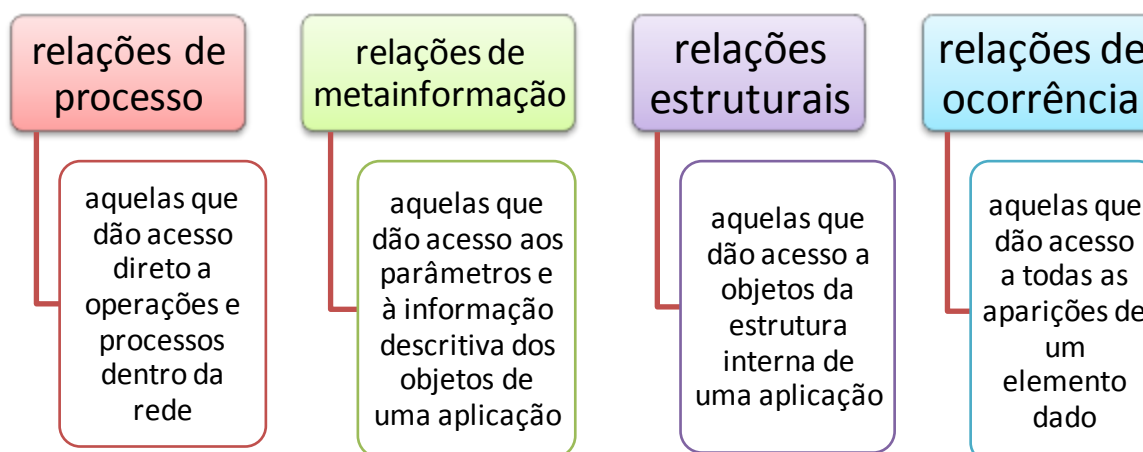 relações de
processo
aquelas que
dão acesso
direto a
operações e
processos
dentro da
rede
relações de
metainformação
aquelas que
dão acesso aos
parâmetros e
à informação
descritiva dos
objetos de
uma aplicação
relações
estruturais
aquelas que
dão acesso a
objetos da
estrutura
interna de
uma aplicação
relações de
ocorrência
aquelas que
dão acesso
a todas as
aparições de
um
elemento
dado